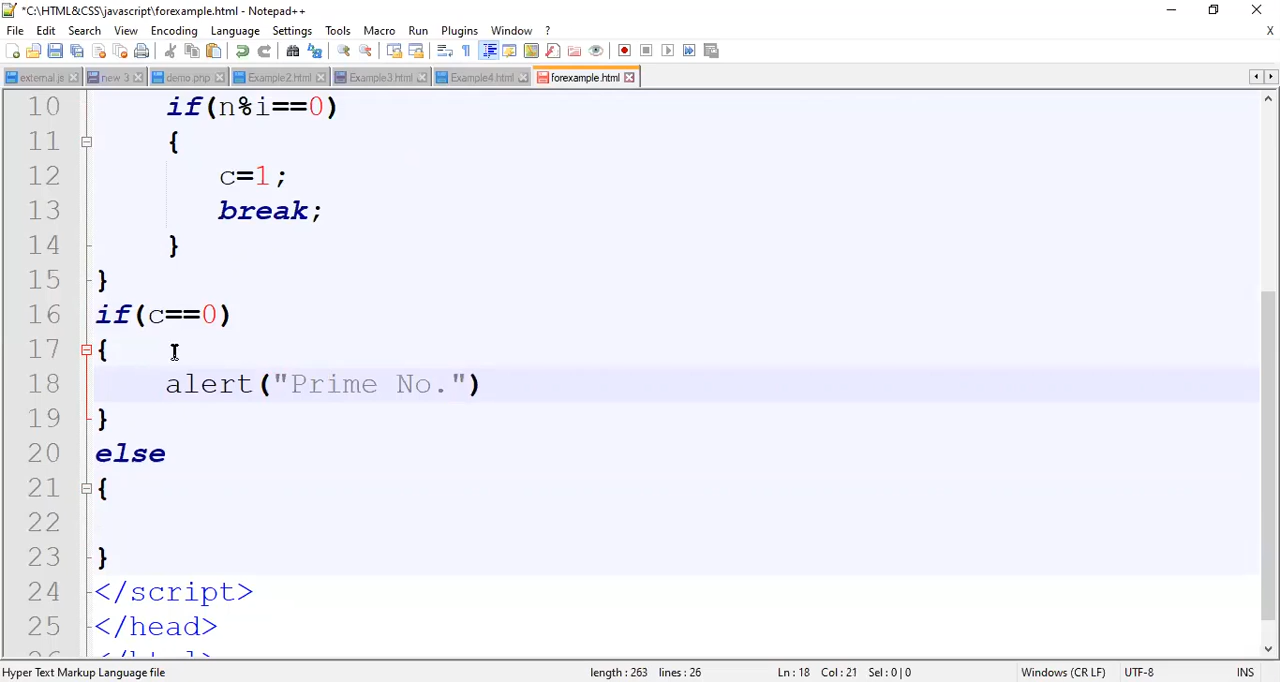 *C:\HTML&CSS\javascript\forexample.html - Notepad++
File Edit Search View Encoding Language Settings Tools Macro Run Plugins Window ? X
external.js new 3 demo.php Example2.html Example3.html Example4.html forexample.html
10 if(n%i==0)
11 {
12 c=1;
13 break;
14 }
15 }
16 if(c==0)
17 {
18 alert("Prime No.")
19 }
20 else
21 {
22
23 }
24 </script>
25 </head>
26 </html>
Hyper Text Markup Language file length : 263 lines : 26 Ln : 18 Col : 21 Sel : 0 | 0 Windows (CR LF) UTF-8 INS